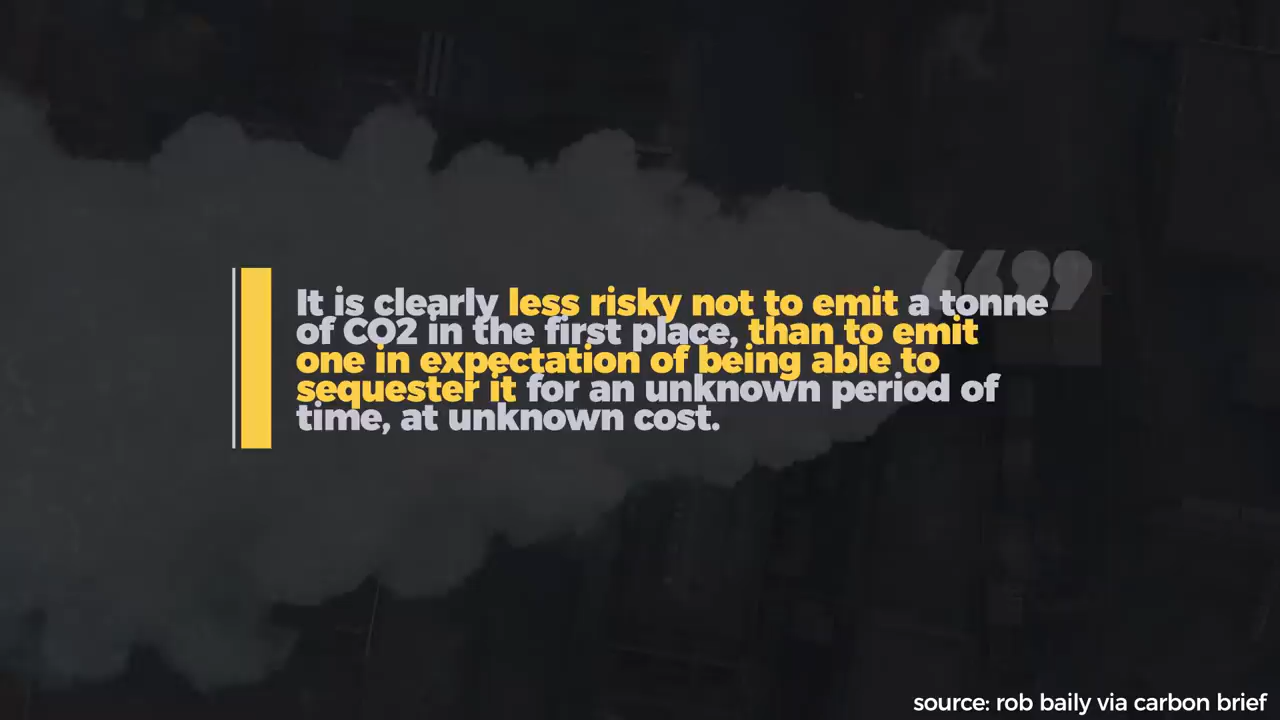 It is clearly less risky not to emit a tonne
of CO2 in the first place, than to emit
one in expectation of being able to
sequester it for an unknown period of
time, at unknown cost.
source: rob baily via carbon brief